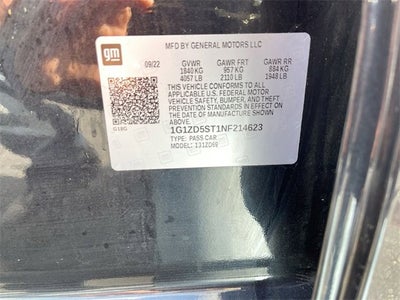 gm
MFD BY GENERAL MOTORS LLC
09/22 GVWR GAWR FRT GAWR RR
1840 KG 957 KG 884 KG
4057 LB 2110 LB 1948 LB
THIS VEHICLE CONFORMS TO ALL
APPLICABLE U.S. FEDERAL MOTOR
VEHICLE SAFETY, BUMPER, AND THEFT
PREVENTION STANDARDS IN EFFECT ON
THE DATE OF MANUFACTURE SHOWN ABOVE.
1G1ZD5ST1NF214623
TYPE: PASS CAR
MODEL: 131ZD69